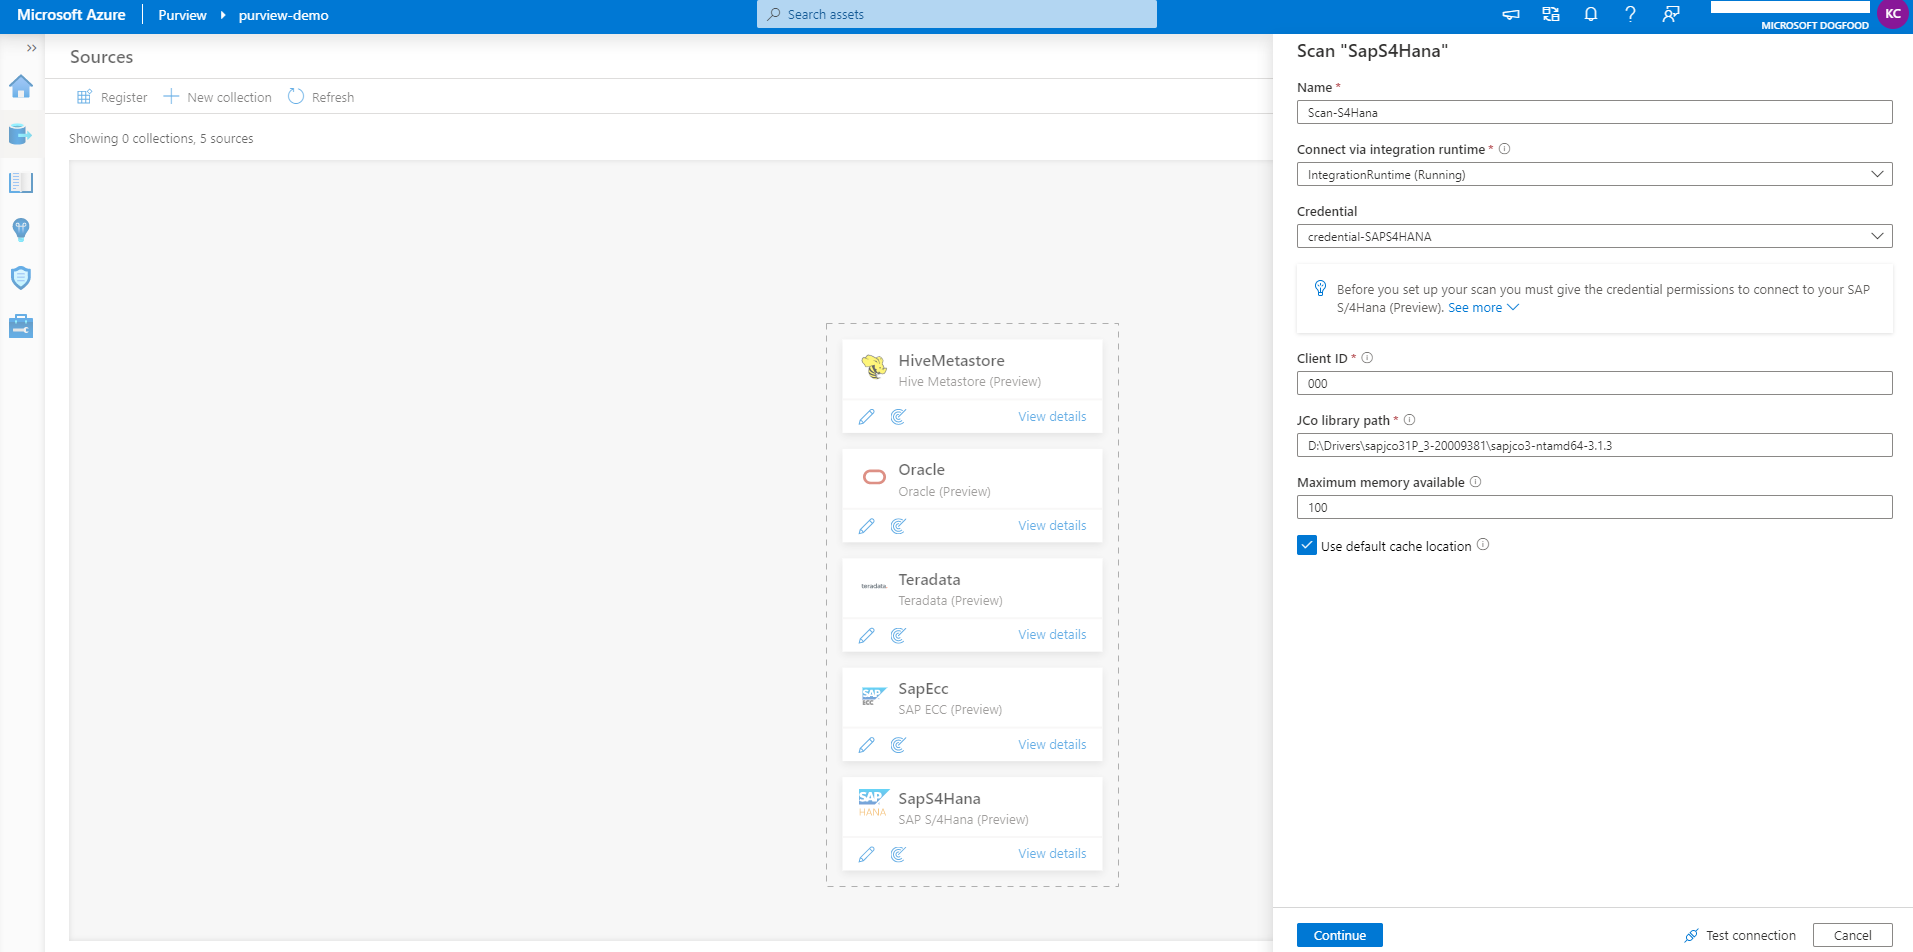 Microsoft Azure
Purview
purview-demo
Search assets
KC
MICROSOFT DOGFOOD
Sources
Register
New collection
Refresh
Showing 0 collections, 5 sources
HiveMetastore
Hive Metastore (Preview)
View details
Oracle
Oracle (Preview)
View details
teradata.
Teradata
Teradata (Preview)
View details
SAP
ECC
SapEcc
SAP ECC (Preview)
View details
SAP
HANA
SapS4Hana
SAP S/4Hana (Preview)
View details
Scan "SapS4Hana"
Name *
Scan-S4Hana
Connect via integration runtime *
IntegrationRuntime (Running)
Credential
credential-SAPS4HANA
Before you set up your scan you must give the credential permissions to connect to your SAP
S/4Hana (Preview). See more
Client ID *
000
JCo library path *
D:\Drivers\sapjco31P_3-20009381\sapjco3-ntamd64-3.1.3
Maximum memory available
100
Use default cache location
Continue
Test connection
Cancel